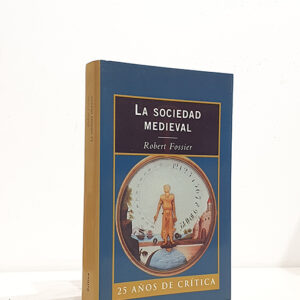 LA SOCIEDAD
MEDIEVAL
Robert Fossier
25 AÑOS DE CRÍTICA